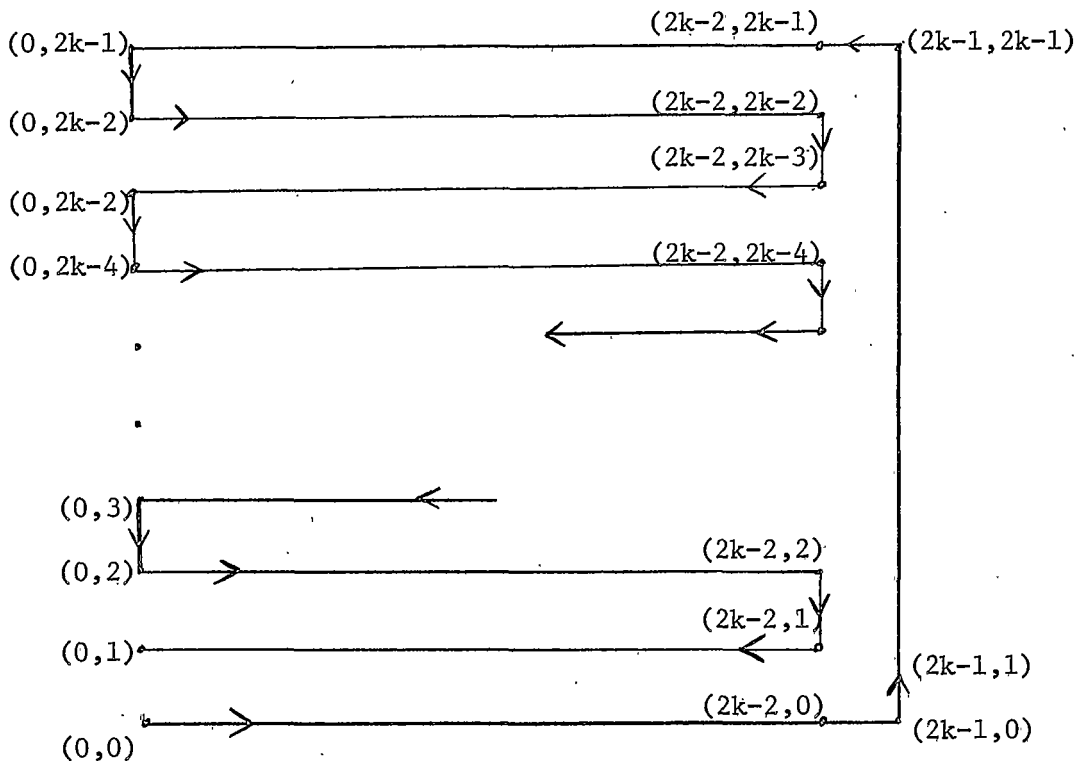 (2k-2,2k-1)
(0,2k-1) (2k-1,2k-1)
(0,2k-2) (2k-2,2k-2)
(2k-2,2k-3)
(0,2k-2)
(0,2k-4) (2k-2,2k-4)
(0,3)
(2k-2,2)
(0,2)
(2k-2,1)
(0,1)
(2k-1,1)
(2k-2,0)
(0,0) (2k-1,0)